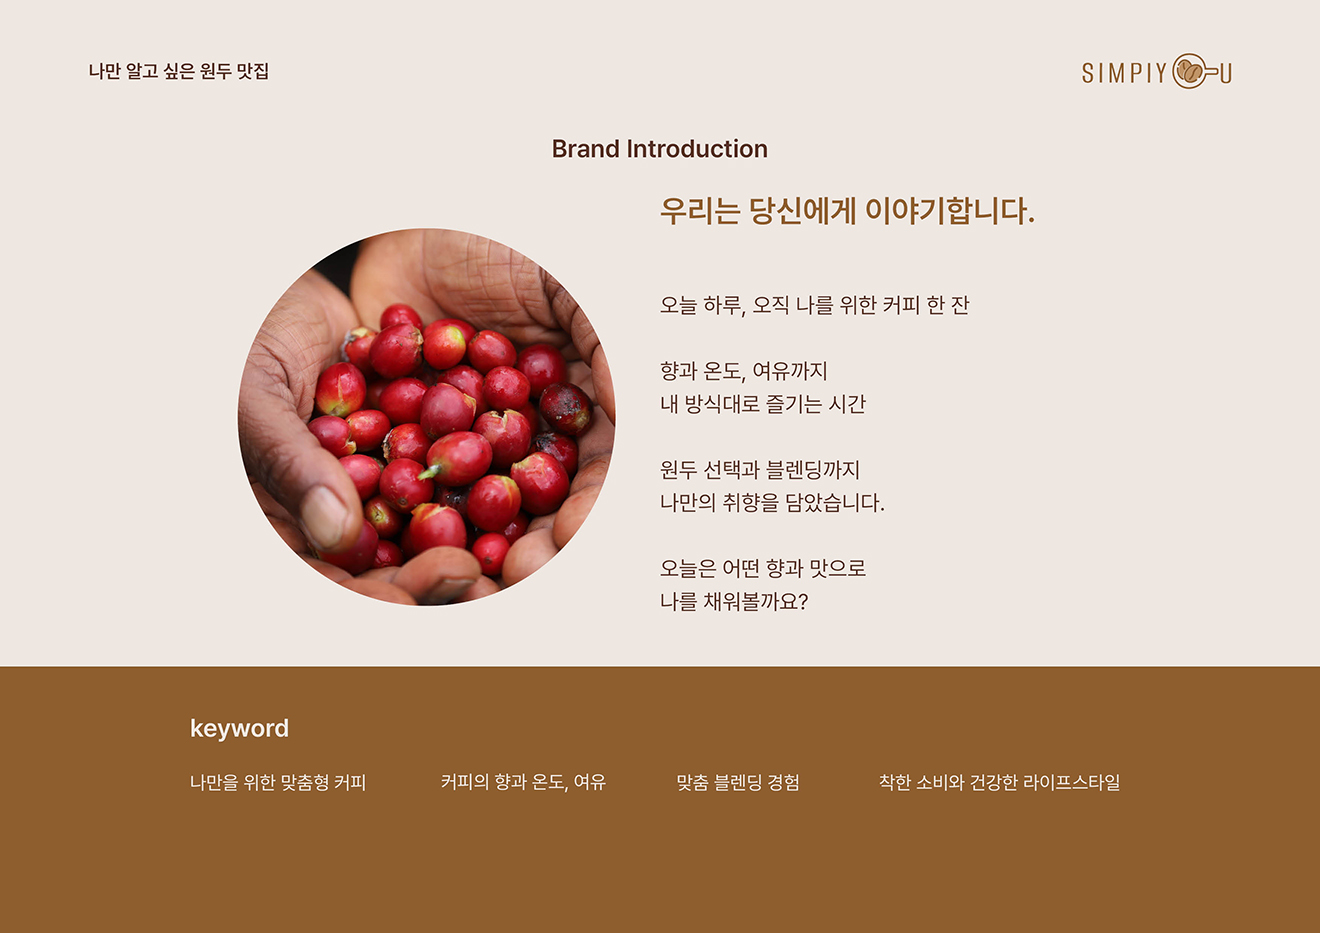 나만 알고 싶은 원두 맛집
SIMPIY U
Brand Introduction
우리는 당신에게 이야기합니다.
오늘 하루, 오직 나를 위한 커피 한 잔
향과 온도, 여유까지
내 방식대로 즐기는 시간
원두 선택과 블렌딩까지
나만의 취향을 담았습니다.
오늘은 어떤 향과 맛으로
나를 채워볼까요?
keyword
나만을 위한 맞춤형 커피
커피의 향과 온도, 여유
맞춤 블렌딩 경험
착한 소비와 건강한 라이프스타일